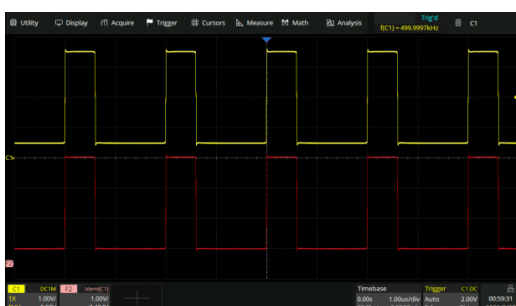 Utility Display Acquire Trigger Cursors Measure Math Analysis Trig'd C1
f(C1) = 499.9997kHz
C1
F2
C1 DC1M F2 Ident(C1) Timebase Trigger C1 DC
1X 1.00V/ 1.00V/ 0.00s 1.00us/div Auto 2.00V 00:59:31